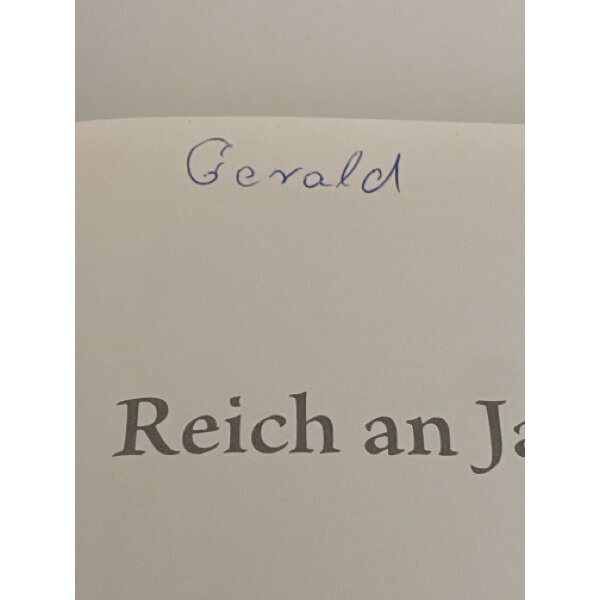 Gerald
Reich an Ja